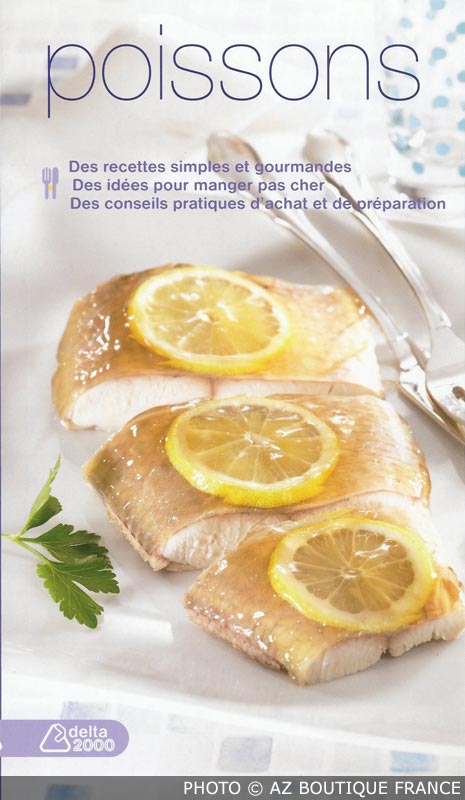 poissons
Des recettes simples et gourmandes
Des idées pour manger pas cher
Des conseils pratiques d'achat et de préparation
delta
2000
PHOTO © AZ BOUTIQUE FRANCE